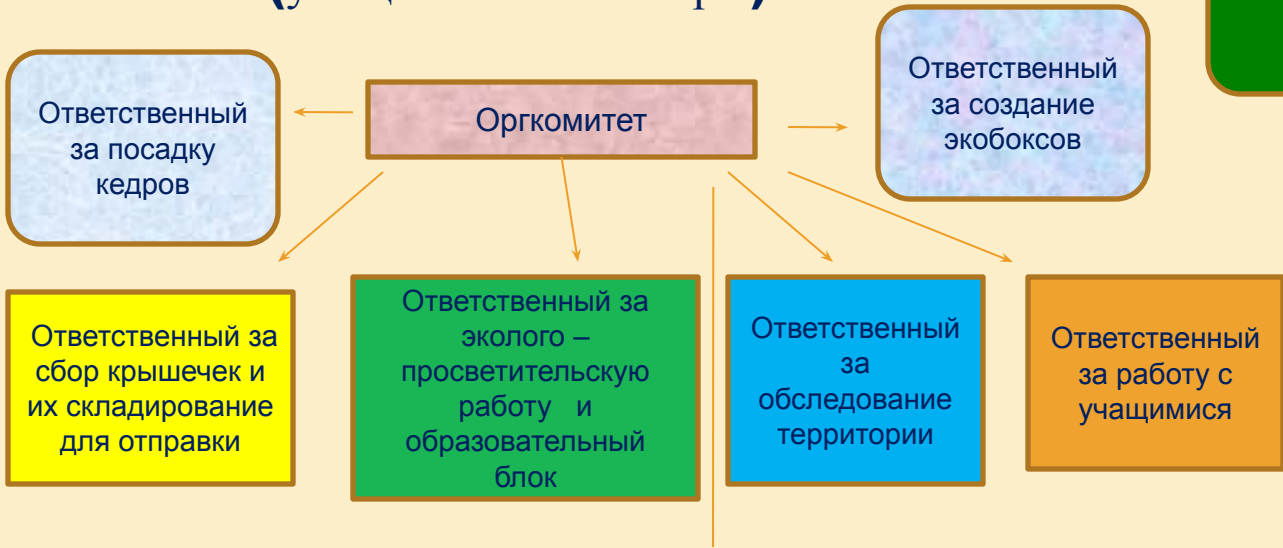 Ответственный
за посадку
кедров
Оргкомитет
Ответственный
за создание
экобоксов
Ответственный за
сбор крышечек и
их складирование
для отправки
Ответственный за
эколого –
просветительскую
работу и
образовательный
блок
Ответственный
за
обследование
территории
Ответственный
за работу с
учащимися